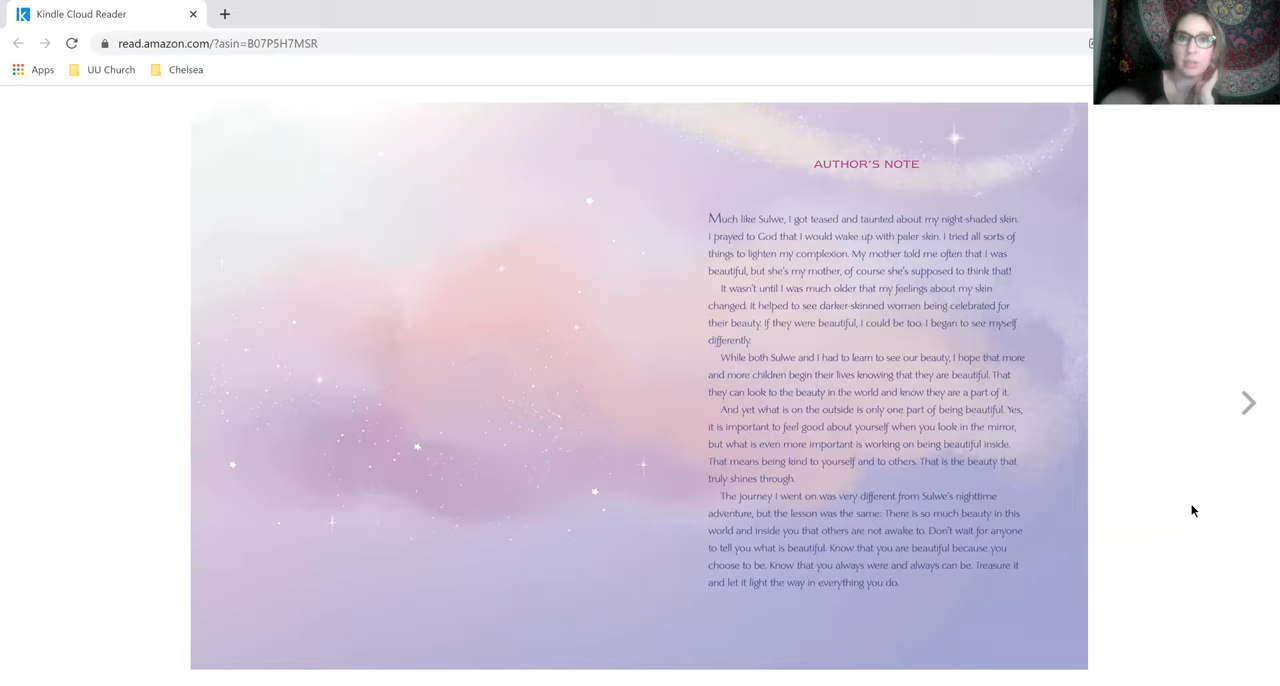 Kindle Cloud Reader
read.amazon.com/?asin=B07P5H7MSR
Apps
UU Church
Chelsea
AUTHOR'S NOTE
Much like Sulwe, I got teased and taunted about my night-shaded skin.
I prayed to God that I would wake up with paler skin. I tried all sorts of
things to lighten my complexion. My mother told me often that I was
beautiful, but she's my mother, of course she's supposed to think that!
It wasn't until I was much older that my feelings about my skin
changed. It helped to see darker-skinned women being celebrated for
their beauty. If they were beautiful, I could be too. I began to see myself
differently.
While both Sulwe and I had to learn to see our beauty, I hope that more
and more children begin their lives knowing that they are beautiful. That
they can look to the beauty in the world and know they are a part of it.
And yet what is on the outside is only one part of being beautiful. Yes,
it is important to feel good about yourself when you look in the mirror,
but what is even more important is working on being beautiful inside.
That means being kind to yourself and to others. That is the beauty that
truly shines through.
The journey I went on was very different from Sulwe's nighttime
adventure, but the lesson was the same: There is so much beauty in this
world and inside you that others are not awake to. Don't wait for anyone
to tell you what is beautiful. Know that you are beautiful because you
choose to be. Know that you always were and always can be. Treasure it
and let it light the way in everything you do.